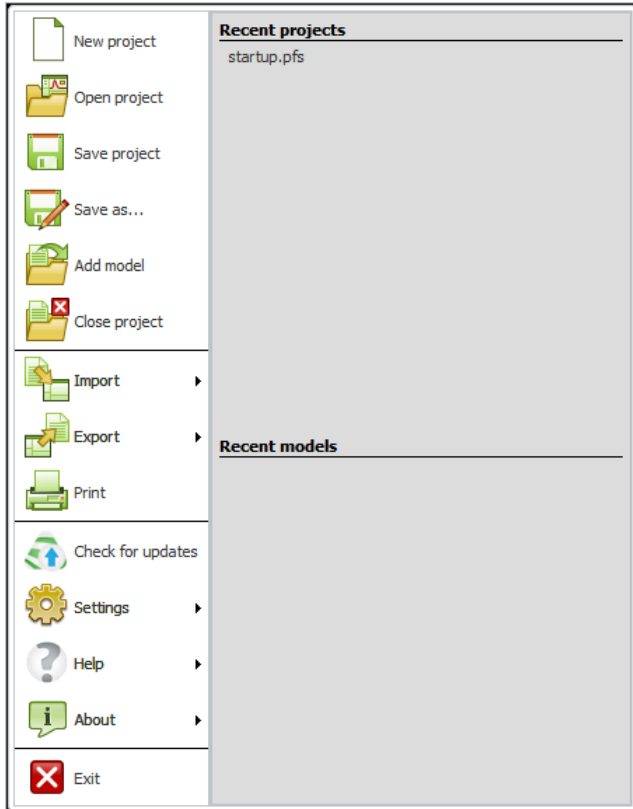 New project
Open project
Save project
Save as...
Add model
Close project
Import
Export
Print
Check for updates
Settings
Help
About
Exit
Recent projects
startup.pfs
Recent models